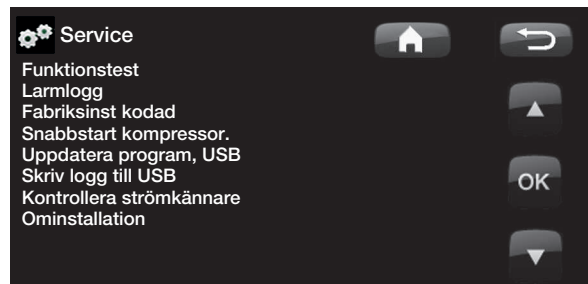 Service
Funktionstest
Larmlogg
Fabriksinst kodad
Snabbstart kompressor.
Uppdatera program, USB
Skriv logg till USB
Kontrollera strömkännare
Ominstallation
OK